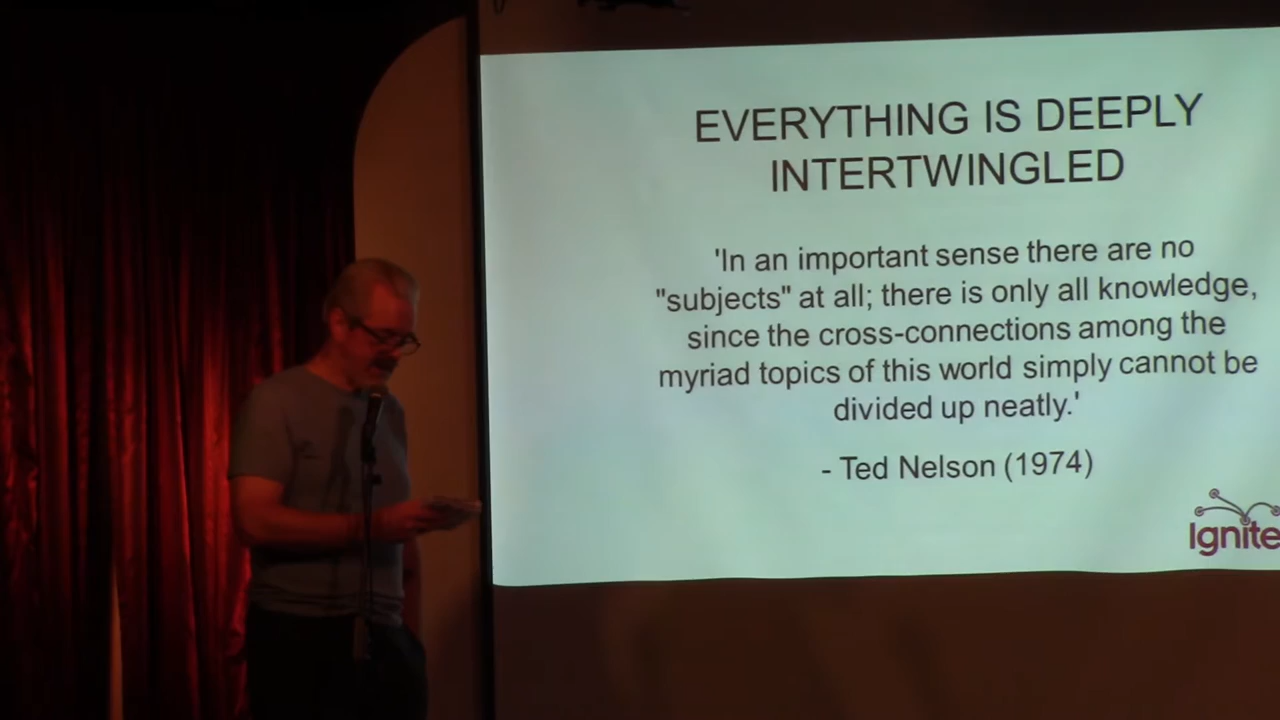 EVERYTHING IS DEEPLY
INTERTWINGLED
'In an important sense there are no
"subjects" at all; there is only all knowledge,
since the cross-connections among the
myriad topics of this world simply cannot be
divided up neatly.'
- Ted Nelson (1974)
Ignite